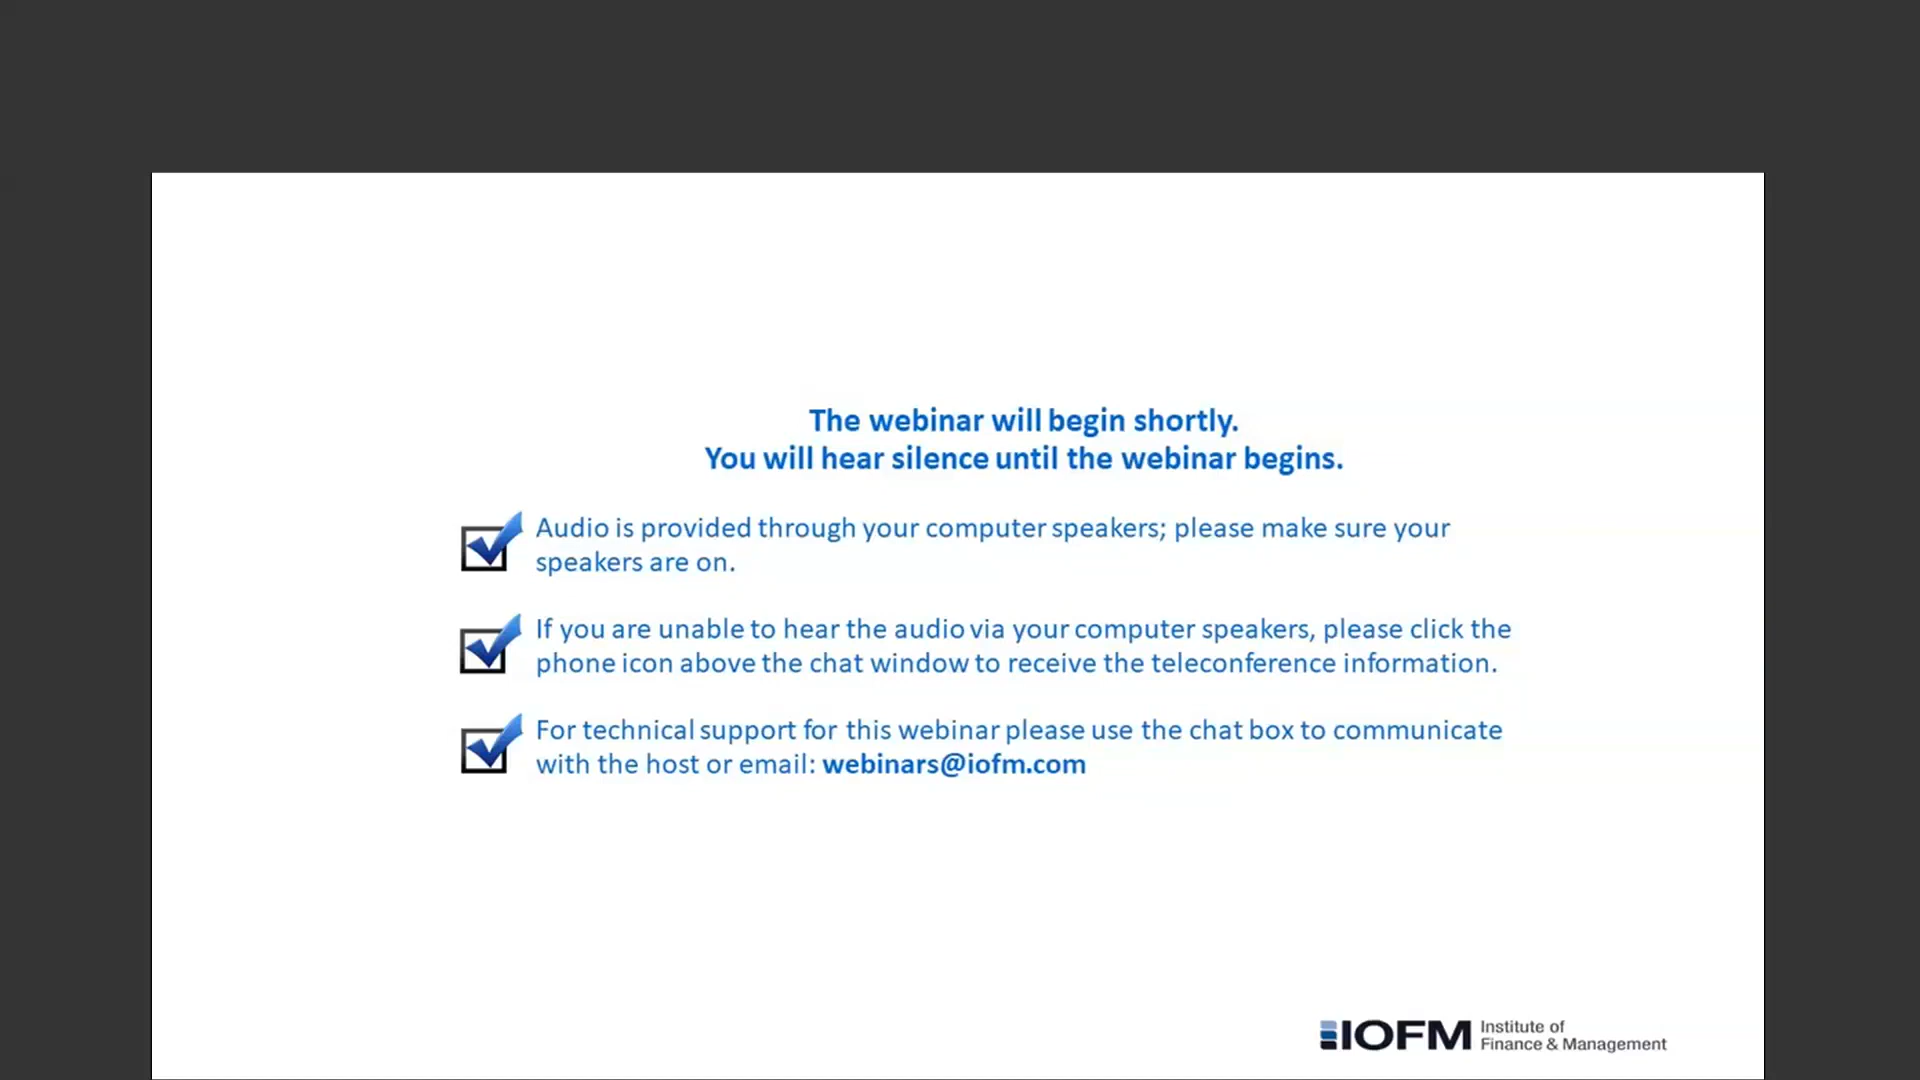 The webinar will begin shortly.
You will hear silence until the webinar begins.
Audio is provided through your computer speakers; please make sure your
speakers are on.
If you are unable to hear the audio via your computer speakers, please click the
phone icon above the chat window to receive the teleconference information.
For technical support for this webinar please use the chat box to communicate
with the host or email: webinars@iofm.com
IOFM
Institute of
Finance & Management